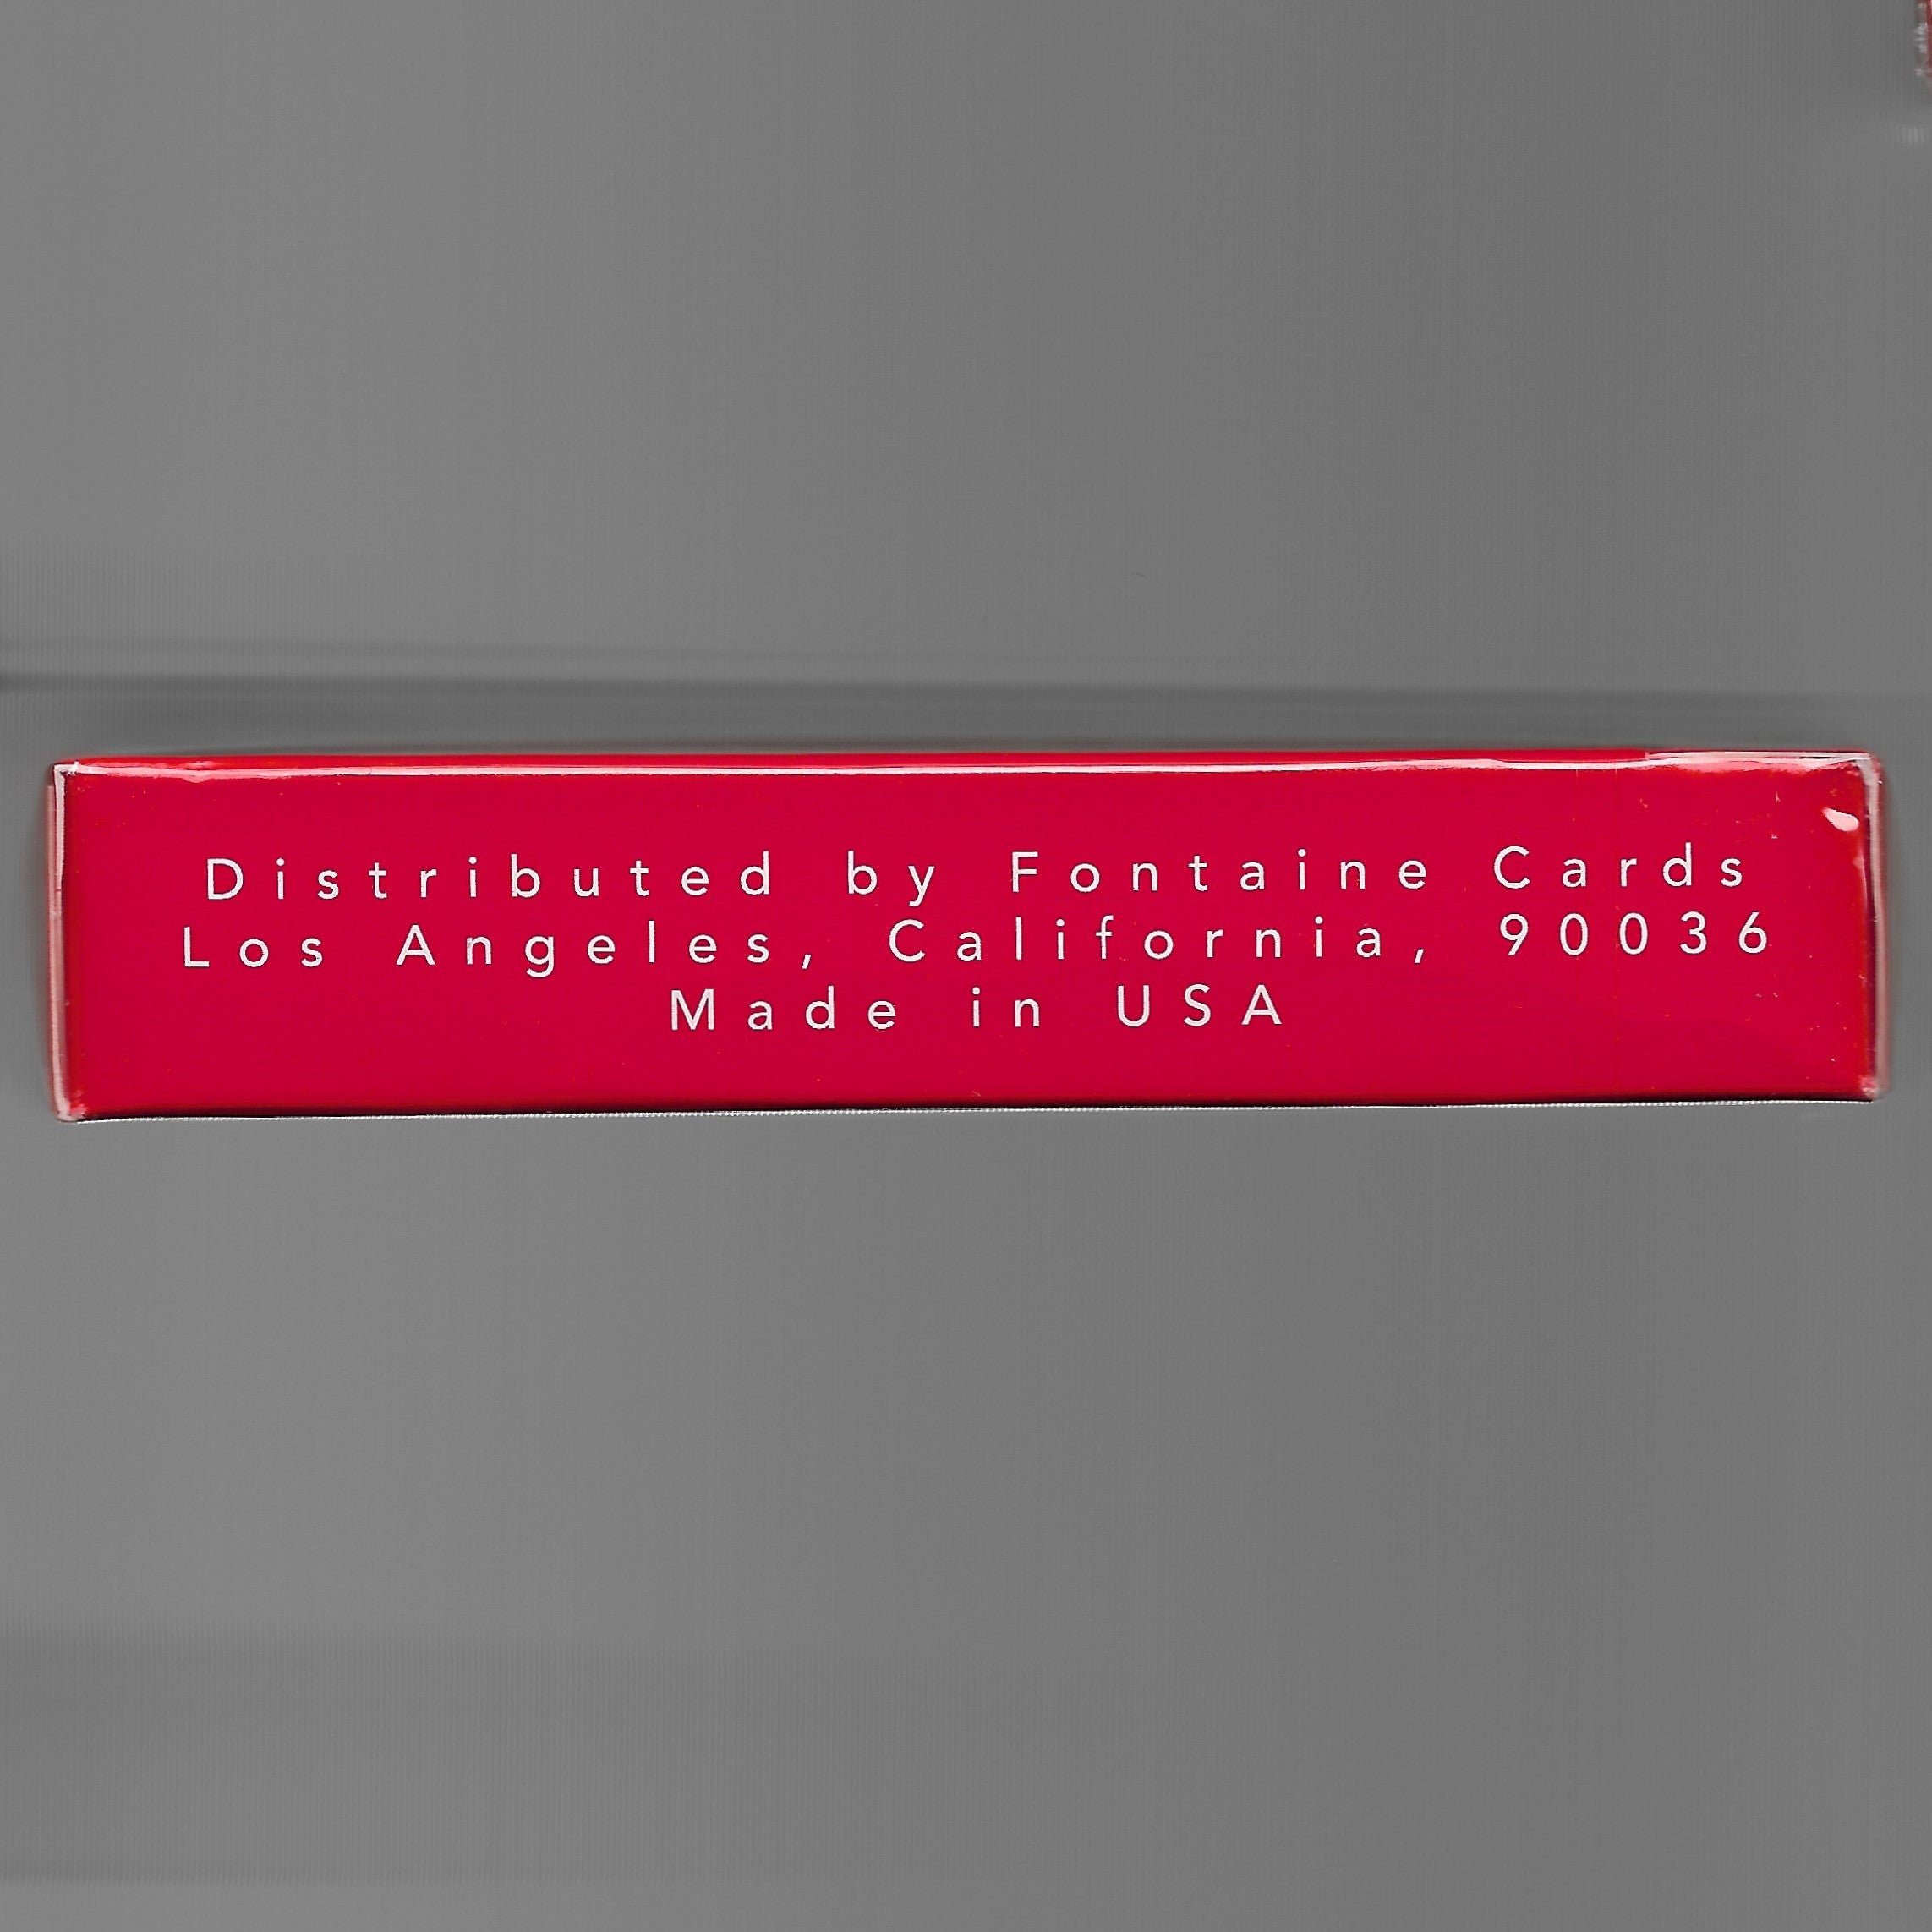 Distributed by Fontaine Cards
Los Angeles, California, 90036
Made in USA